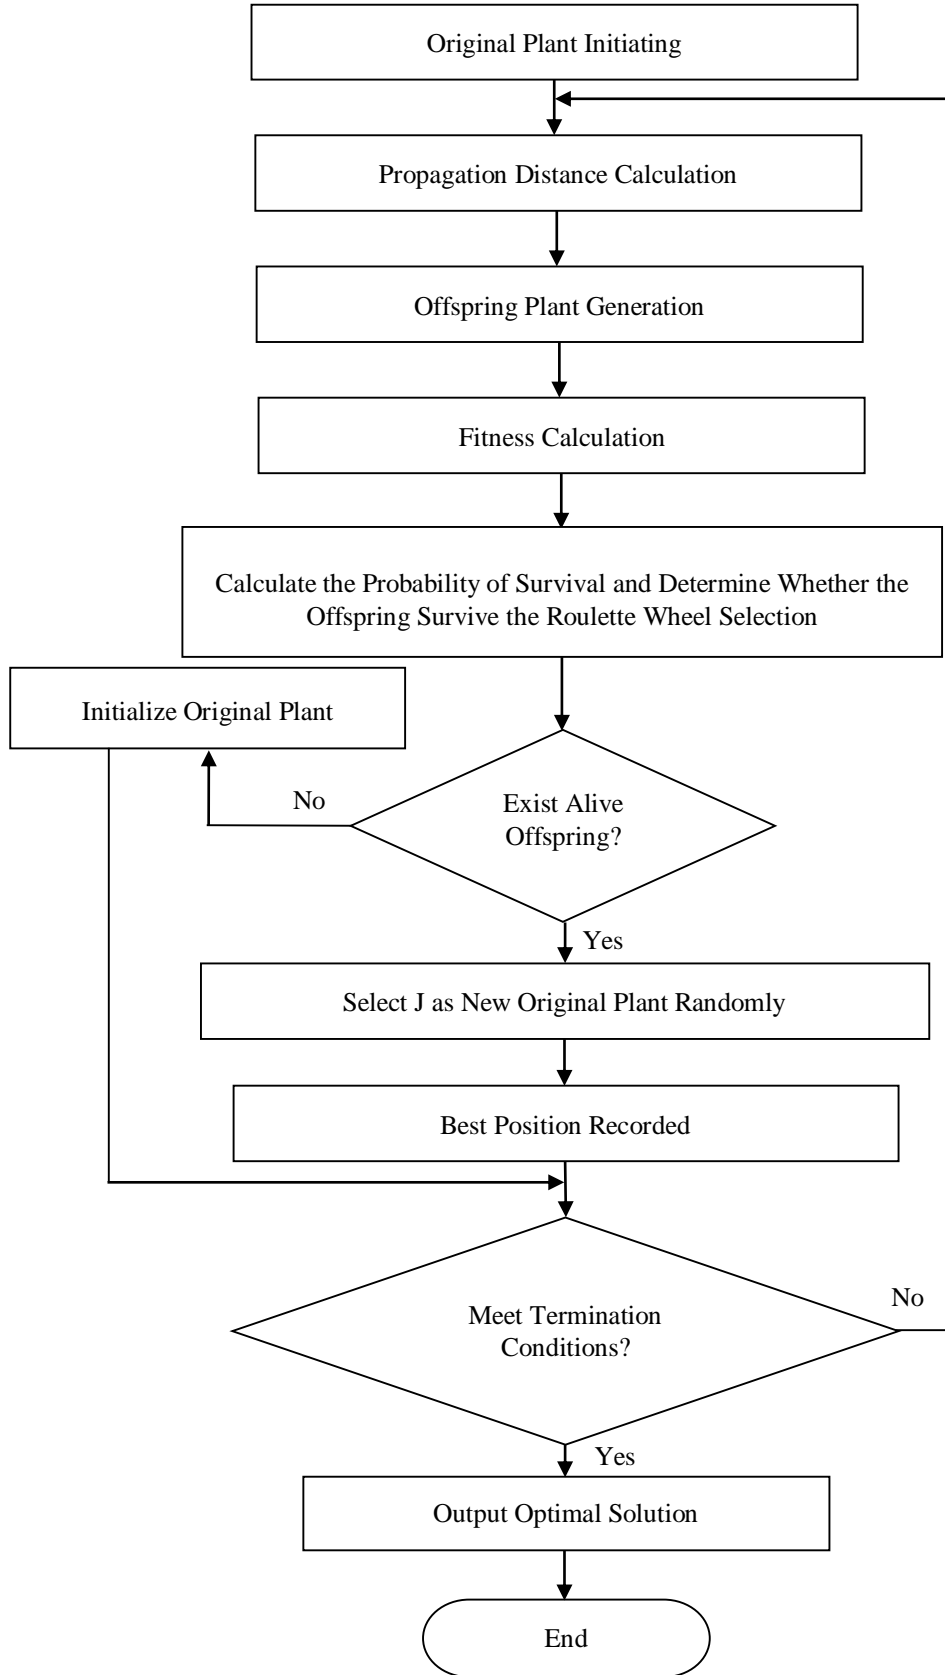 Original Plant Initiating
Propagation Distance Calculation
Offspring Plant Generation
Fitness Calculation
Calculate the Probability of Survival and Determine Whether the
Offspring Survive the Roulette Wheel Selection
Initialize Original Plant
No
Exist Alive
Offspring?
Yes
Select J as New Original Plant Randomly
Best Position Recorded
Meet Termination
Conditions?
No
Yes
Output Optimal Solution
End